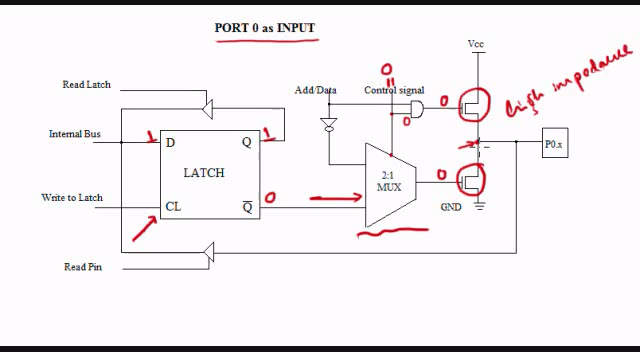 PORT 0 as INPUT
Vcc
high impedance
Read Latch
Add/Data
Control signal
0
0
0
Internal Bus
1
D
Q
1
LATCH
2:1
MUX
0
P0.x
Write to Latch
CL
Q
0
GND
Read Pin